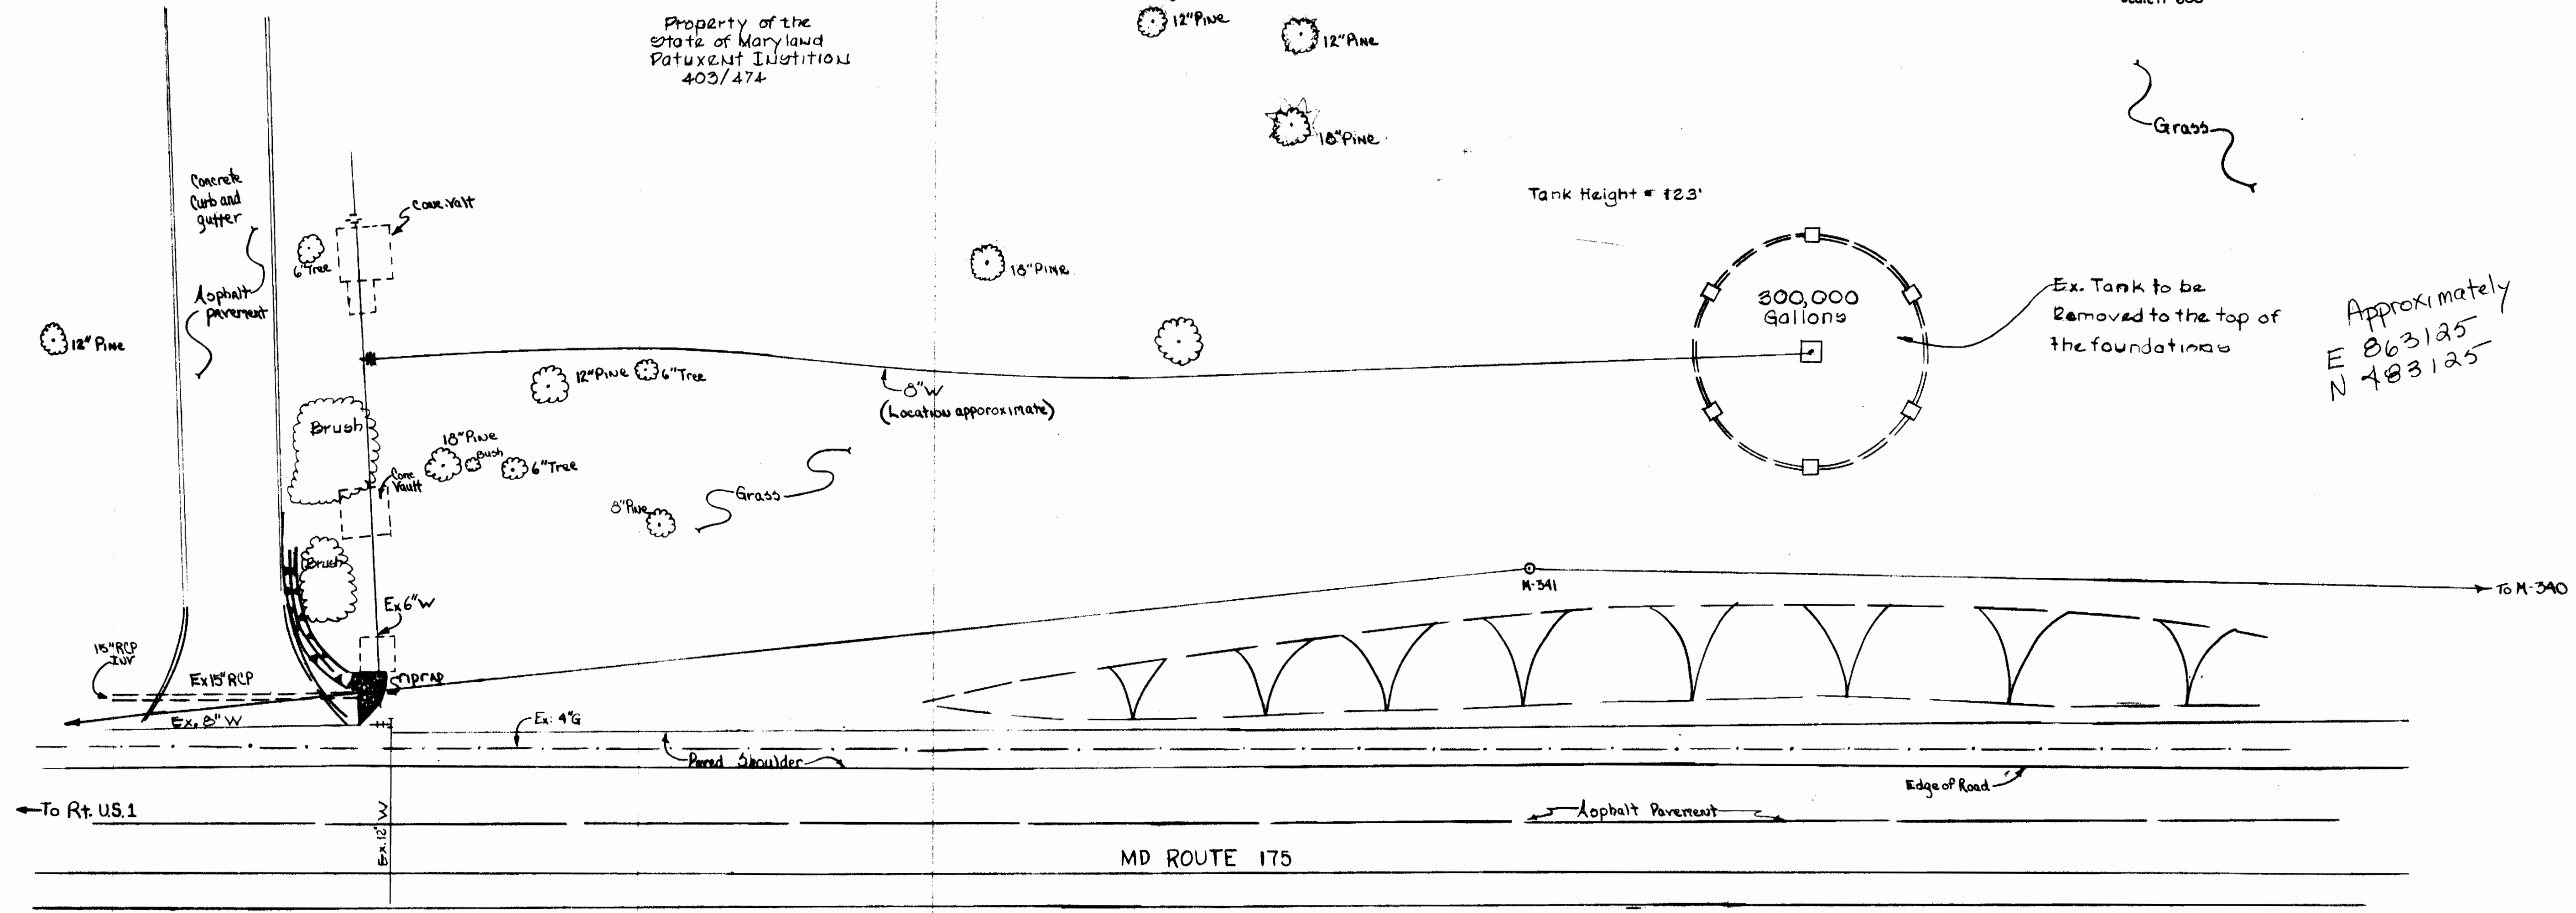 Property of the
State of Maryland
Patuxent Instition
403/474
12"Pine
12"Pine
18"Pine
Grass
Concrete
Curb and
gutter
Conc. Valt
6"Tree
Asphalt
pavement
12" Pine
18"Pine
Tank Height = 123'
300,000
Gallons
Ex. Tank to be
Removed to the top of
the foundations
Approximately
E 863125
N 483125
12"Pine
6"Tree
8"W
(Location apporoximate)
Brush
18"Pine
Bush
6"Tree
Conc
Vault
Grass
8"Pine
Brush
Ex 6"W
M-341
To M-340
15"RCP
INV
Ex 15"RCP
riprap
Ex. 8" W
Ex. 4"G
Paved Shoulder
Edge of Road
To Rt. U.S.1
Ex. 12" W
Asphalt Pavement
MD ROUTE 175